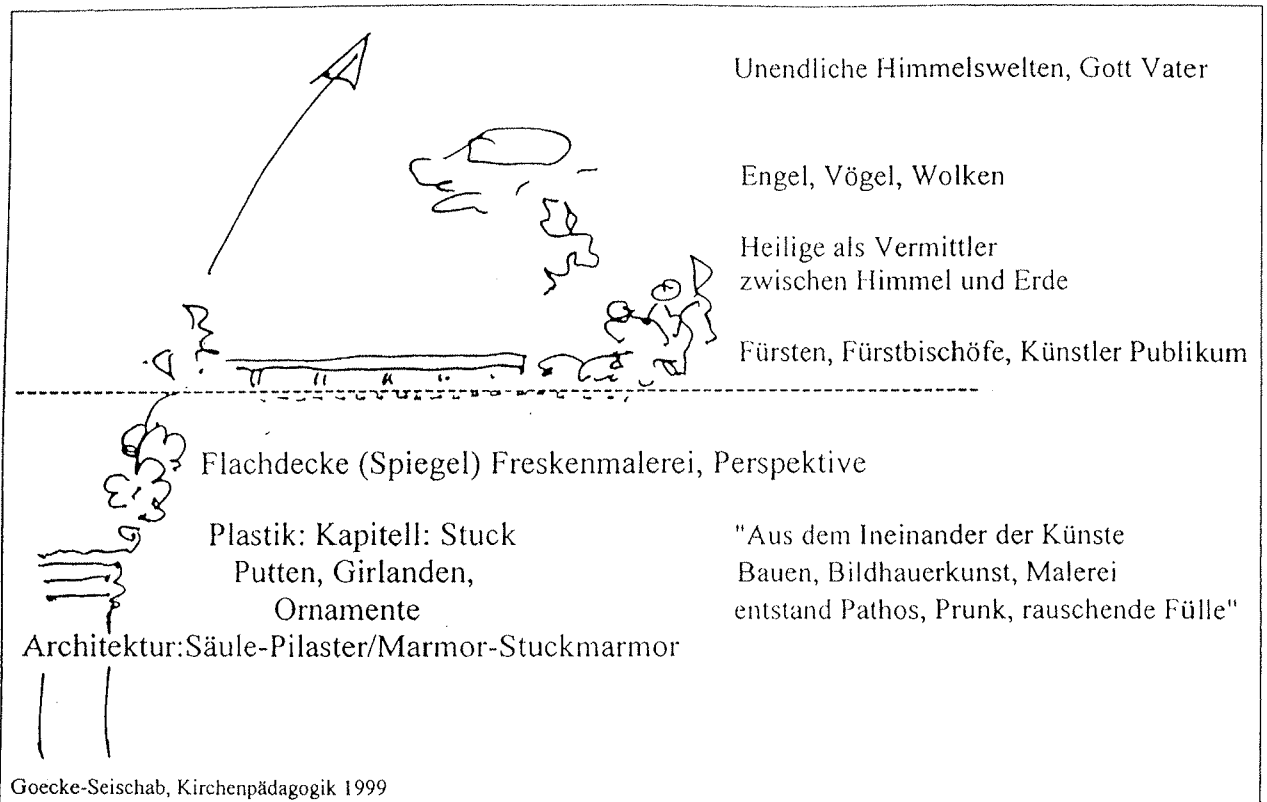 Unendliche Himmelswelten, Gott Vater
Engel, Vögel, Wolken
Heilige als Vermittler
zwischen Himmel und Erde
Fürsten, Fürstbischöfe, Künstler Publikum
Flachdecke (Spiegel) Freskenmalerei, Perspektive
Plastik: Kapitell: Stuck
Putten, Girlanden,
Ornamente
"Aus dem Ineinander der Künste
Bauen, Bildhauerkunst, Malerei
entstand Pathos, Prunk, rauschende Fülle"
Architektur:Säule-Pilaster/Marmor-Stuckmarmor
Goecke-Seischab, Kirchenpädagogik 1999